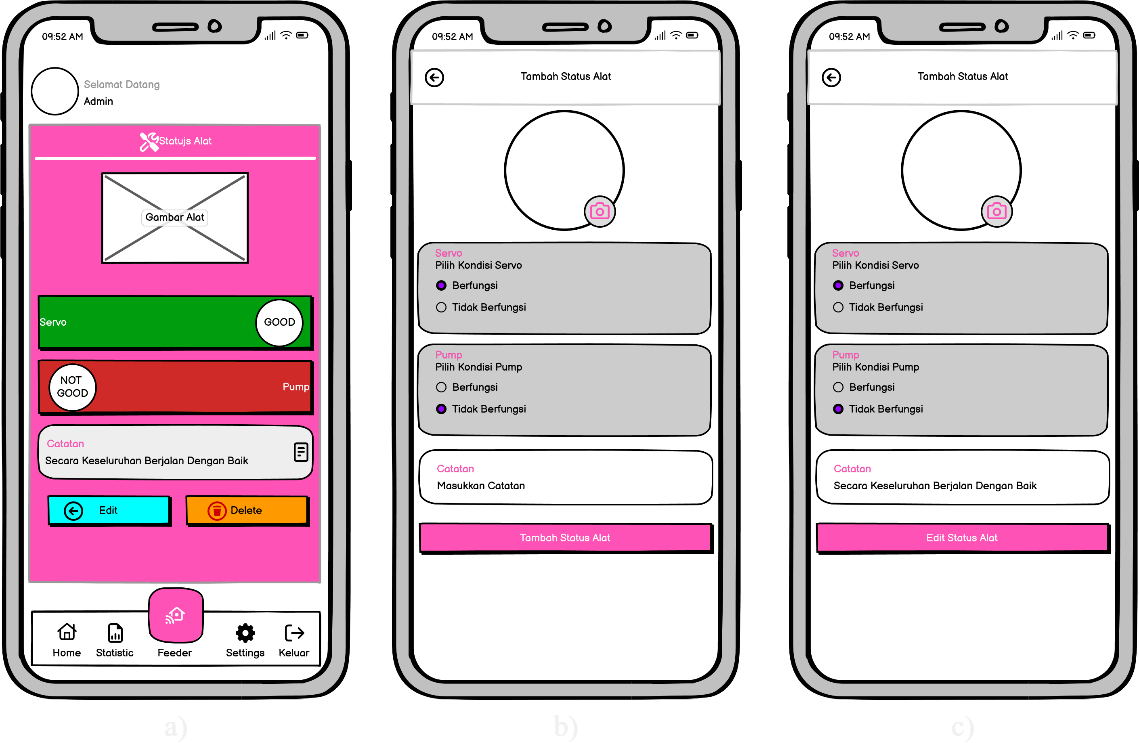 09:52 AM
Selamat Datang
Admin
Statujs Alat
Gambar Alat
Servo
GOOD
NOT
GOOD
Pump
Catatan
Secara Keseluruhan Berjalan Dengan Baik
Edit
Delete
Home
Statistic
Feeder
Settings
Keluar
a)
09:52 AM
Tambah Status Alat
Servo
Pilih Kondisi Servo
Berfungsi
Tidak Berfungsi
Pump
Pilih Kondisi Pump
Berfungsi
Tidak Berfungsi
Catatan
Masukkan Catatan
Tambah Status Alat
b)
09:52 AM
Tambah Status Alat
Servo
Pilih Kondisi Servo
Berfungsi
Tidak Berfungsi
Pump
Pilih Kondisi Pump
Berfungsi
Tidak Berfungsi
Catatan
Secara Keseluruhan Berjalan Dengan Baik
Edit Status Alat
c)